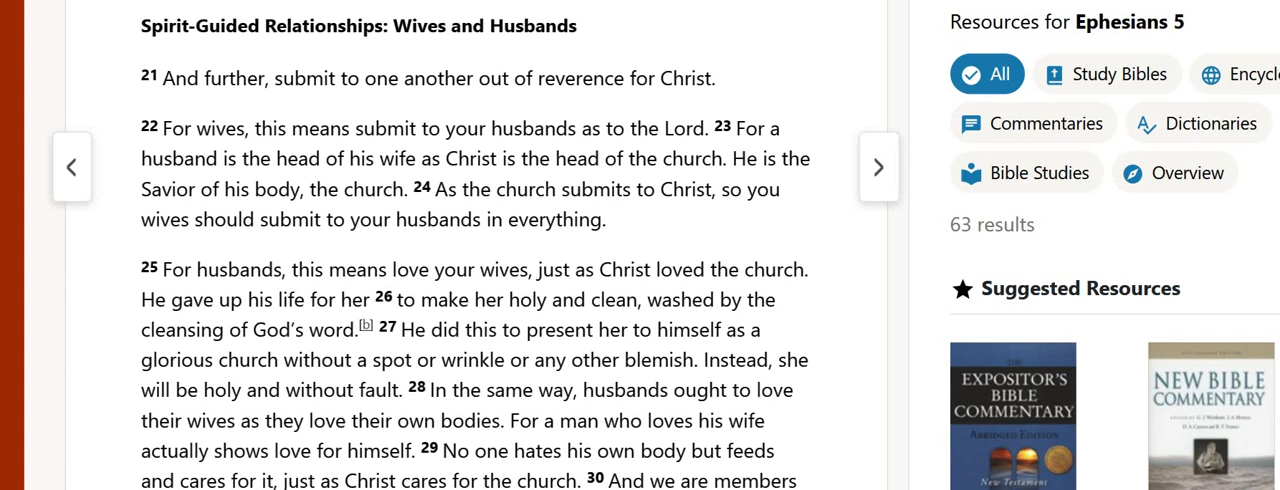 Spirit-Guided Relationships: Wives and Husbands
21 And further, submit to one another out of reverence for Christ.
22 For wives, this means submit to your husbands as to the Lord. 23 For a
husband is the head of his wife as Christ is the head of the church. He is the
Savior of his body, the church. 24 As the church submits to Christ, so you
wives should submit to your husbands in everything.
25 For husbands, this means love your wives, just as Christ loved the church.
He gave up his life for her 26 to make her holy and clean, washed by the
cleansing of God’s word.[b] 27 He did this to present her to himself as a
glorious church without a spot or wrinkle or any other blemish. Instead, she
will be holy and without fault. 28 In the same way, husbands ought to love
their wives as they love their own bodies. For a man who loves his wife
actually shows love for himself. 29 No one hates his own body but feeds
and cares for it, just as Christ cares for the church. 30 And we are members
Resources for Ephesians 5
All
Study Bibles
Encycl
Commentaries
Dictionaries
Bible Studies
Overview
63 results
Suggested Resources
THE
EXPOSITOR'S
BIBLE
COMMENTARY
ABRIDGED EDITION
New Testament
NEW BIBLE
COMMENTARY